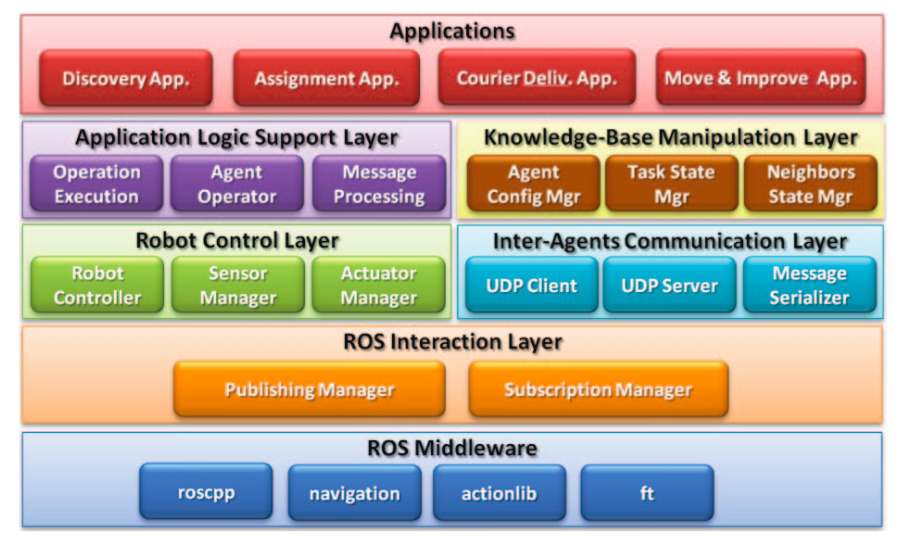 Applications
Discovery App.
Assignment App.
Courier Deliv. App.
Move & Improve App.
Application Logic Support Layer
Operation
Execution
Agent
Operator
Message
Processing
Knowledge-Base Manipulation Layer
Agent
Config Mgr
Task State
Mgr
Neighbors
State Mgr
Robot Control Layer
Robot
Controller
Sensor
Manager
Actuator
Manager
Inter-Agents Communication Layer
UDP Client
UDP Server
Message
Serializer
ROS Interaction Layer
Publishing Manager
Subscription Manager
ROS Middleware
roscpp
navigation
actionlib
ft